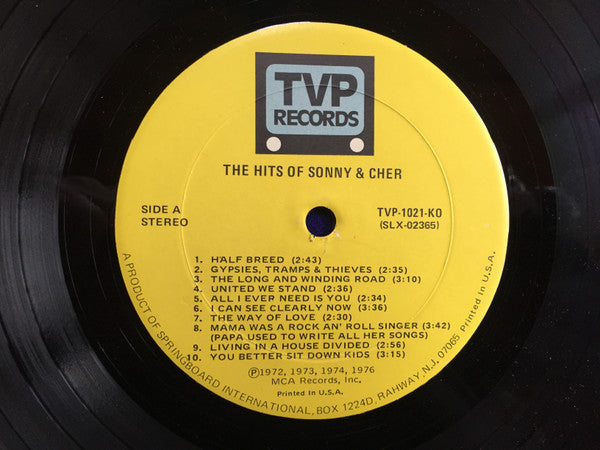 TVP
RECORDS
THE HITS OF SONNY & CHER
SIDE A
STEREO
TVP-1021-KO
(SLX-02365)
1. HALF BREED (2:43)
2. GYPSIES, TRAMPS & THIEVES (2:35)
3. THE LONG AND WINDING ROAD (3:10)
4. UNITED WE STAND (2:36)
5. ALL I EVER NEED IS YOU (2:34)
6. I CAN SEE CLEARLY NOW (3:36)
7. THE WAY OF LOVE (2:30)
8. MAMA WAS A ROCK AN' ROLL SINGER (3:42)
(PAPA USED TO WRITE ALL HER SONGS)
9. LIVING IN A HOUSE DIVIDED (2:56)
10. YOU BETTER SIT DOWN KIDS (3:15)
Ⓟ1972, 1973, 1974, 1976
MCA Records, Inc.
Printed in U.S.A.
A PRODUCT OF SPRINGBOARD INTERNATIONAL, BOX 1224D, RAHWAY, N.J. 07065 Printed in U.S.A.